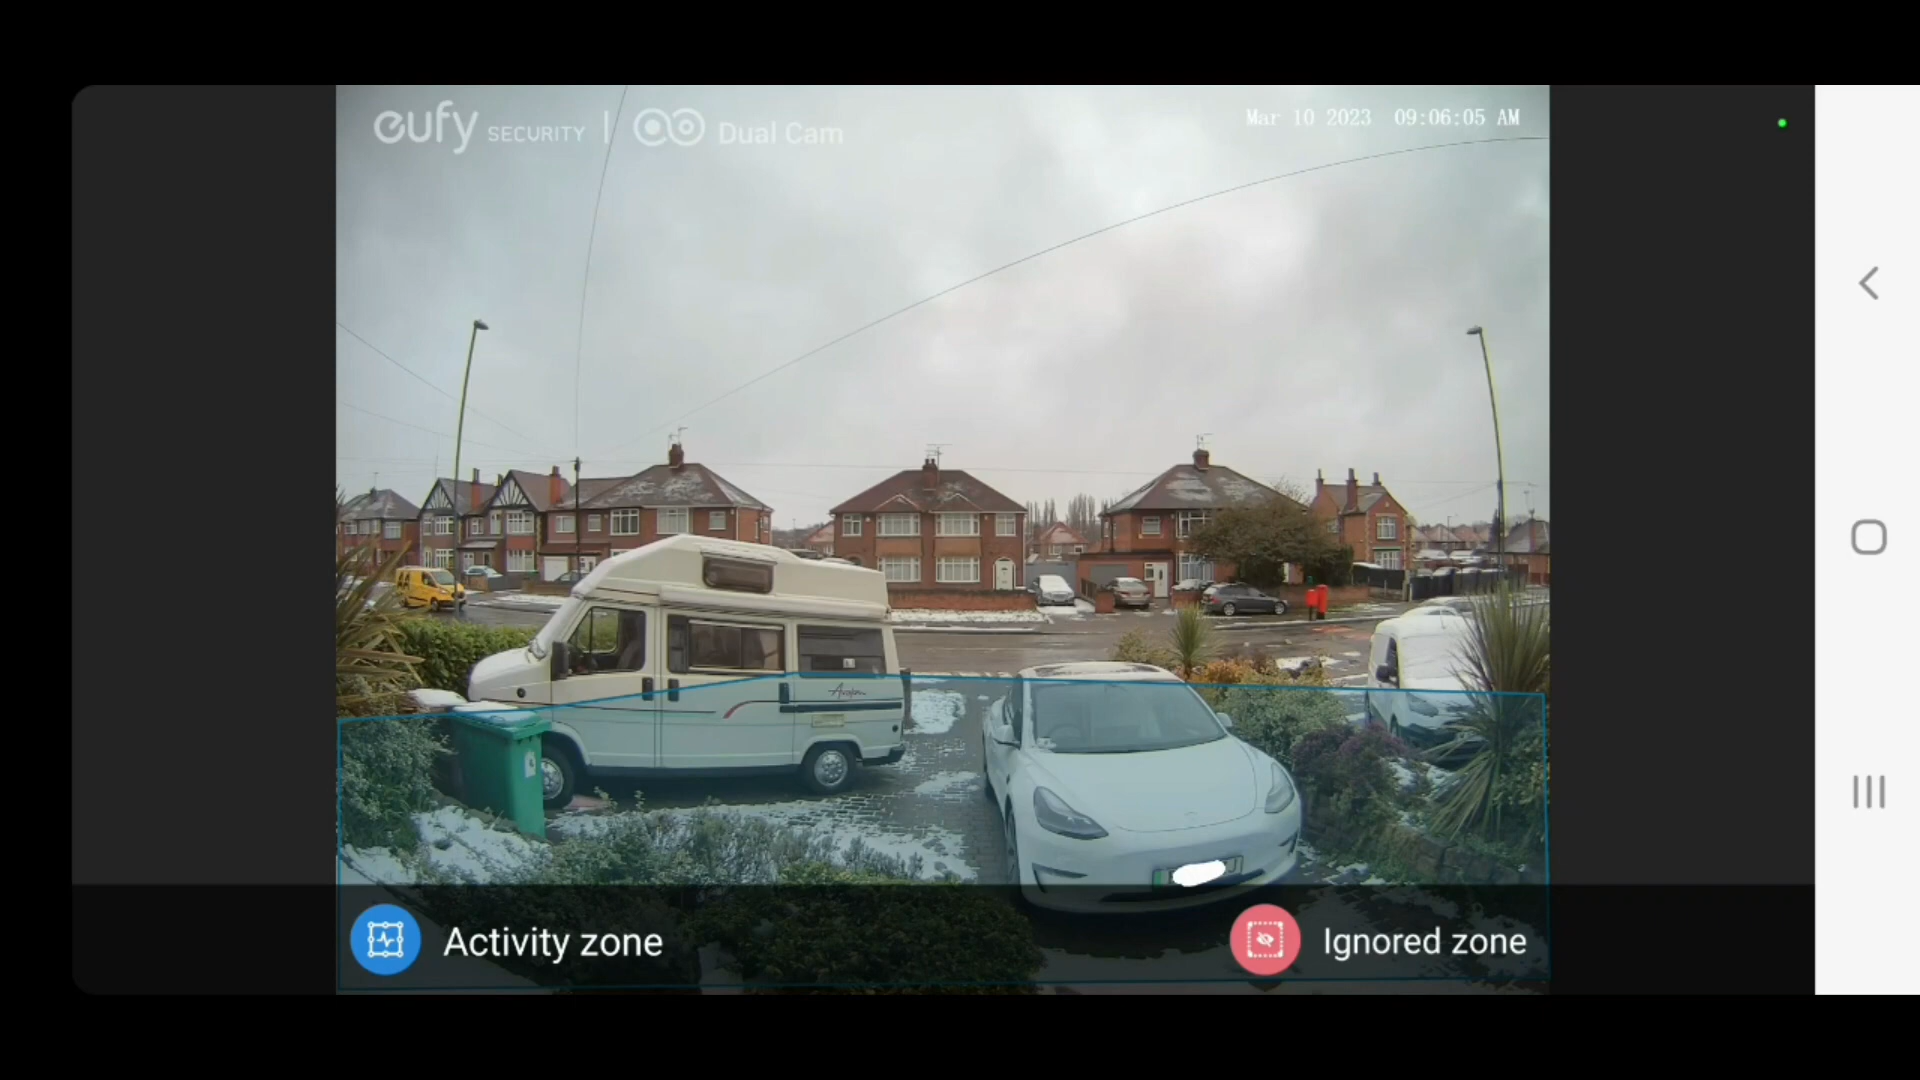 eufy SECURITY | Dual Cam
Mar 10 2023 09:06:05 AM
Activity zone
Ignored zone